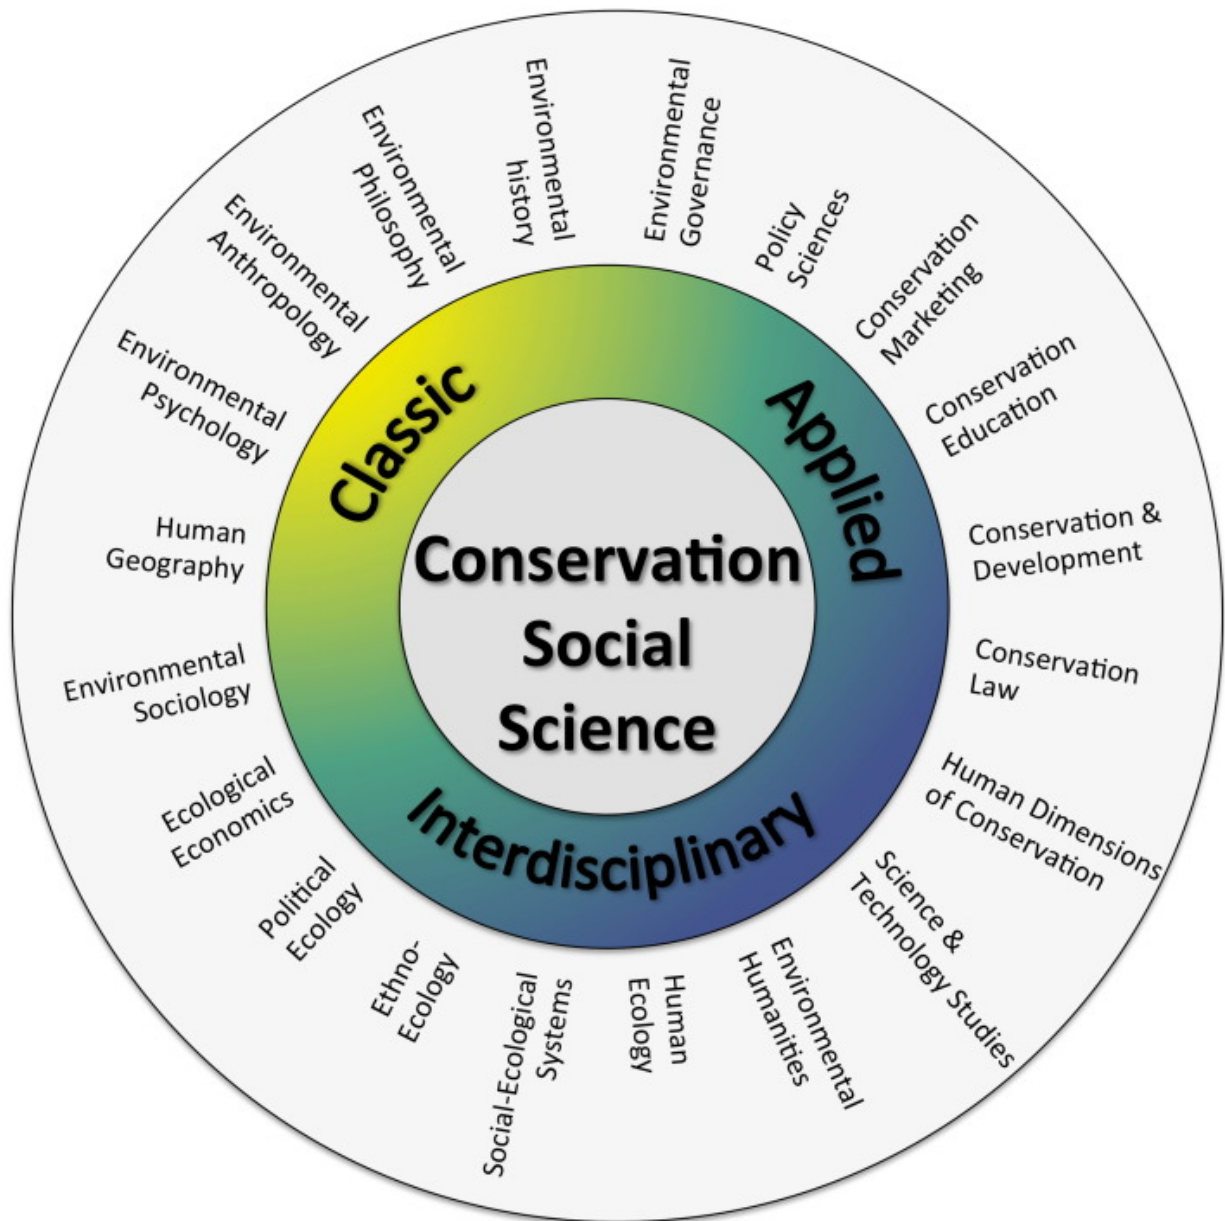 Conservation
Social
Science
Classic
Applied
Interdisciplinary
Environmental
history
Environmental
Governance
Policy
Sciences
Conservation
Marketing
Conservation
Education
Conservation &
Development
Conservation
Law
Human Dimensions
of Conservation
Science &
Technology Studies
Environmental
Humanities
Human
Ecology
Social-Ecological
Systems
Ethno-
Ecology
Political
Ecology
Ecological
Economics
Environmental
Sociology
Human
Geography
Environmental
Psychology
Environmental
Anthropology
Environmental
Philosophy